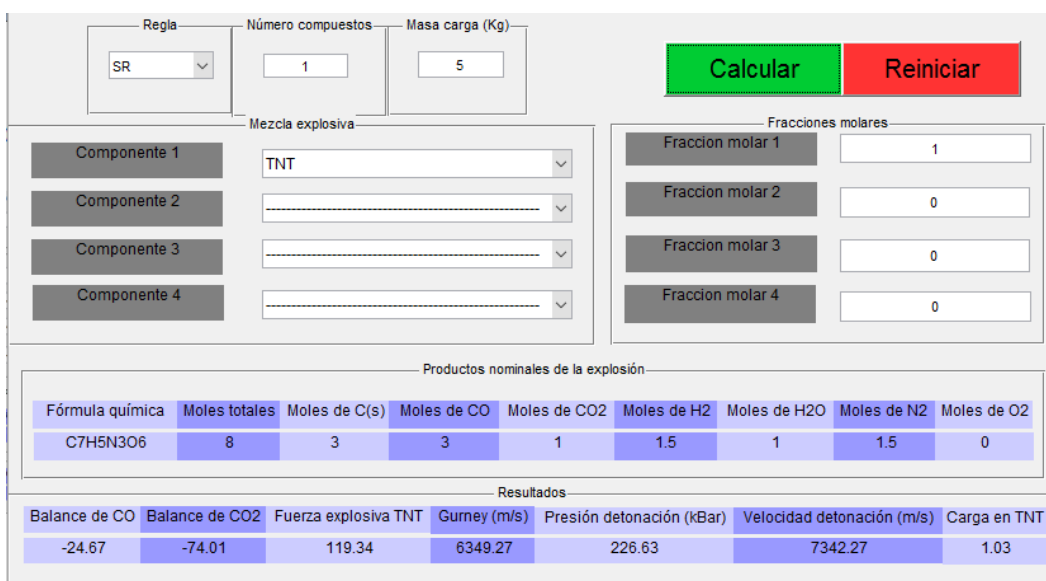 Regla Número compuestos Masa carga (Kg)
SR 1 5
Calcular Reiniciar
Mezcla explosiva
Componente 1 TNT
Componente 2 --------------------------------------------------------
Componente 3 --------------------------------------------------------
Componente 4 --------------------------------------------------------
Fracciones molares
Fraccion molar 1 1
Fraccion molar 2 0
Fraccion molar 3 0
Fraccion molar 4 0
Productos nominales de la explosión
Fórmula química Moles totales Moles de C(s) Moles de CO Moles de CO2 Moles de H2 Moles de H2O Moles de N2 Moles de O2
C7H5N3O6 8 3 3 1 1.5 1 1.5 0
Resultados
Balance de CO Balance de CO2 Fuerza explosiva TNT Gurney (m/s) Presión detonación (kBar) Velocidad detonación (m/s) Carga en TNT
-24.67 -74.01 119.34 6349.27 226.63 7342.27 1.03